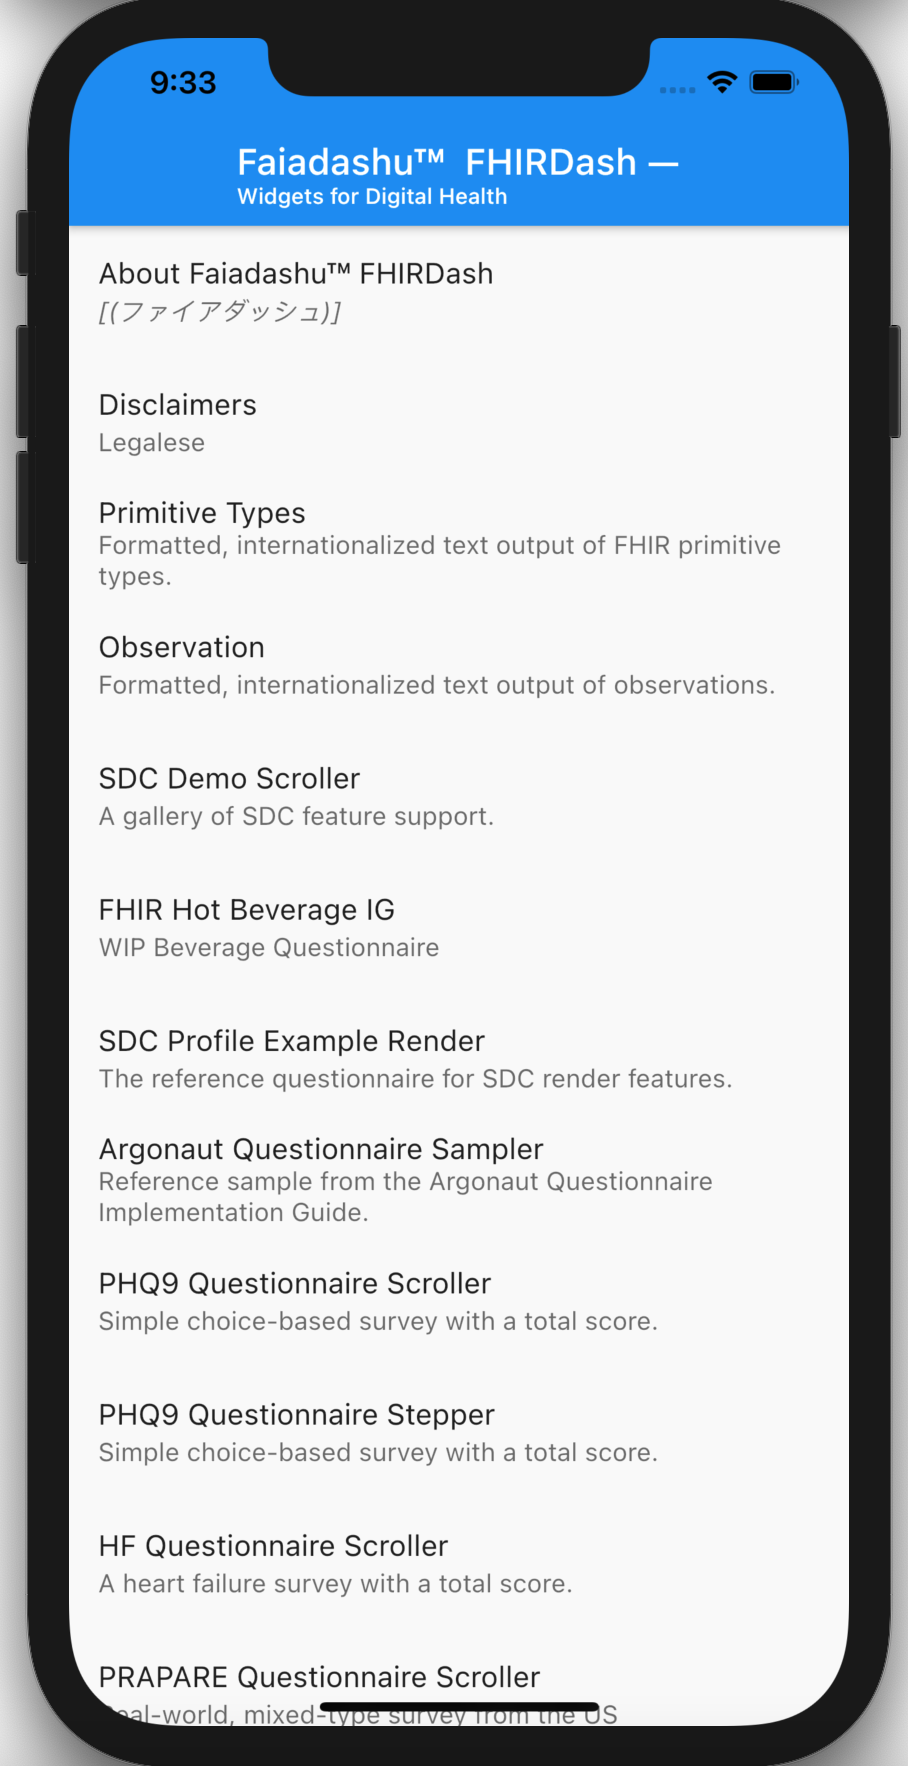 9:33
Faiadashu™ FHIRDash —
Widgets for Digital Health
About Faiadashu™ FHIRDash
[(ファイアダッシュ)]
Disclaimers
Legalese
Primitive Types
Formatted, internationalized text output of FHIR primitive
types.
Observation
Formatted, internationalized text output of observations.
SDC Demo Scroller
A gallery of SDC feature support.
FHIR Hot Beverage IG
WIP Beverage Questionnaire
SDC Profile Example Render
The reference questionnaire for SDC render features.
Argonaut Questionnaire Sampler
Reference sample from the Argonaut Questionnaire
Implementation Guide.
PHQ9 Questionnaire Scroller
Simple choice-based survey with a total score.
PHQ9 Questionnaire Stepper
Simple choice-based survey with a total score.
HF Questionnaire Scroller
A heart failure survey with a total score.
PRAPARE Questionnaire Scroller
Real-world, mixed-type survey from the US